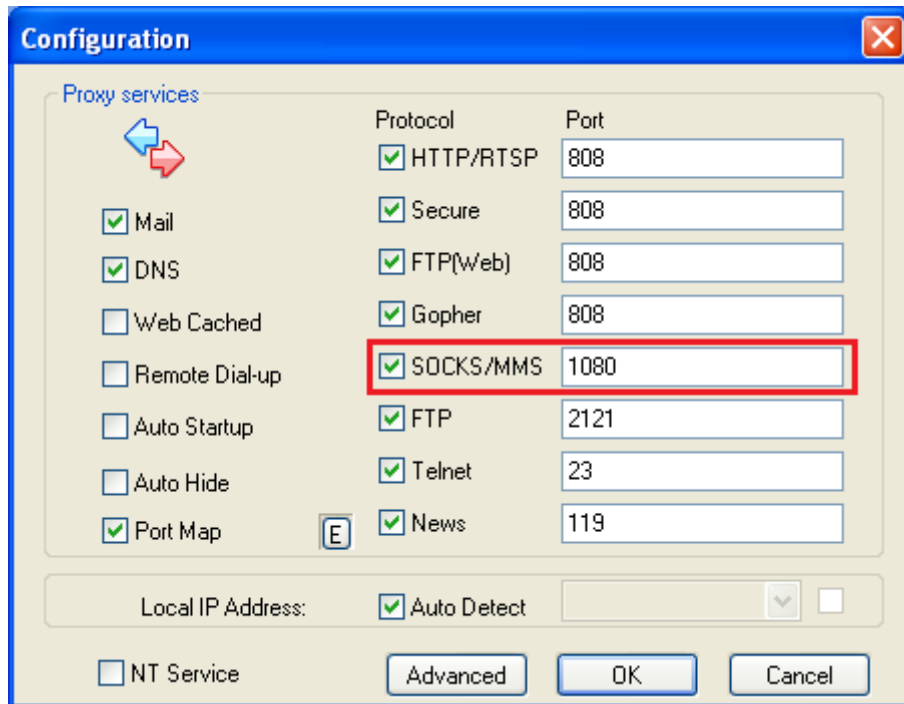 Configuration
Proxy services
Protocol Port
HTTP/RTSP 808
Secure 808
Mail
FTP(Web) 808
DNS
Gopher 808
Web Cached
SOCKS/MMS 1080
Remote Dial-up
FTP 2121
Auto Startup
Telnet 23
Auto Hide
News 119
Port Map E
Local IP Address: Auto Detect
NT Service Advanced OK Cancel